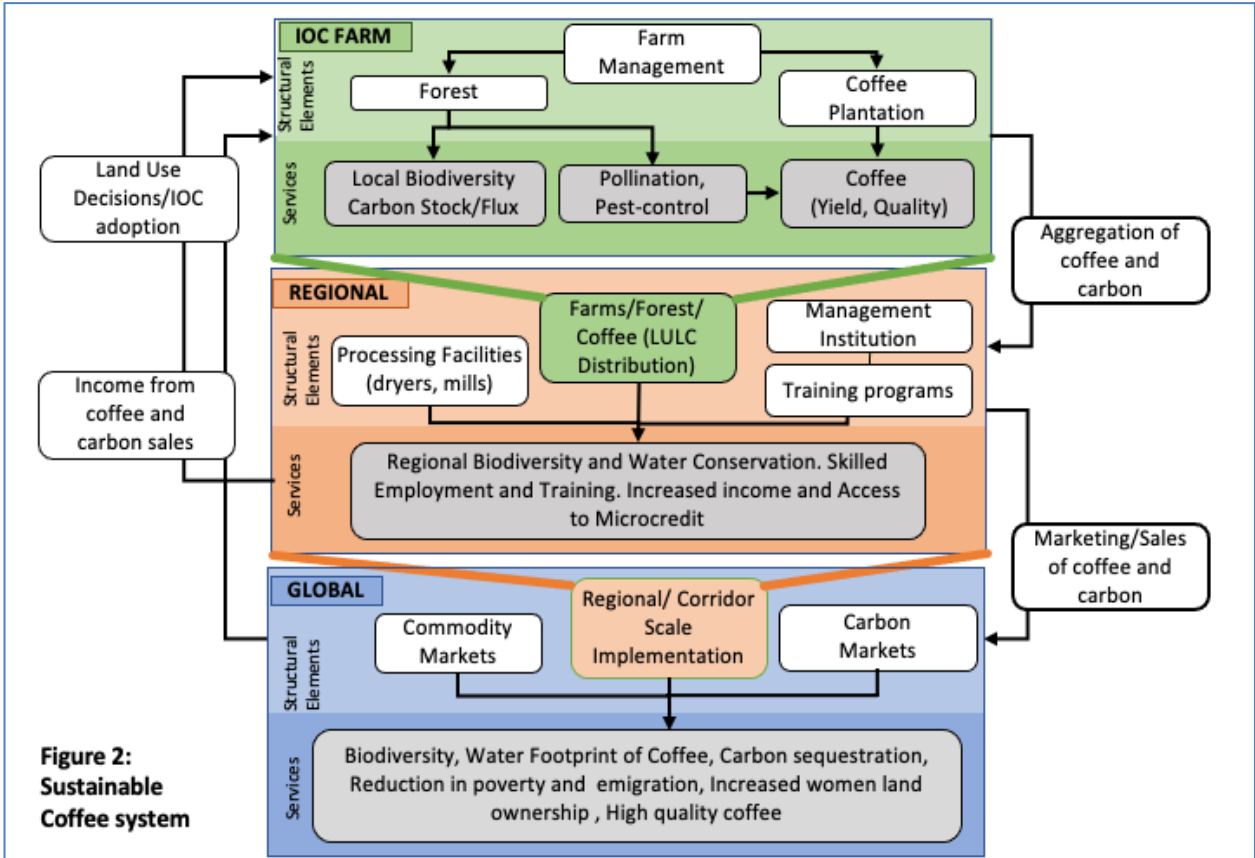 IOC FARM
Structural
Elements
Farm
Management
Forest
Coffee
Plantation
Services
Local Biodiversity
Carbon Stock/Flux
Pollination,
Pest-control
Coffee
(Yield, Quality)
Land Use
Decisions/IOC
adoption
Aggregation of
coffee and
carbon
REGIONAL
Structural
Elements
Processing Facilities
(dryers, mills)
Farms/Forest/
Coffee (LULC
Distribution)
Management
Institution
Training programs
Services
Regional Biodiversity and Water Conservation. Skilled
Employment and Training. Increased income and Access
to Microcredit
Income from
coffee and
carbon sales
Marketing/Sales
of coffee and
carbon
GLOBAL
Structural
Elements
Commodity
Markets
Regional/ Corridor
Scale
Implementation
Carbon
Markets
Services
Biodiversity, Water Footprint of Coffee, Carbon sequestration,
Reduction in poverty and emigration, Increased women land
ownership , High quality coffee
Figure 2:
Sustainable
Coffee system